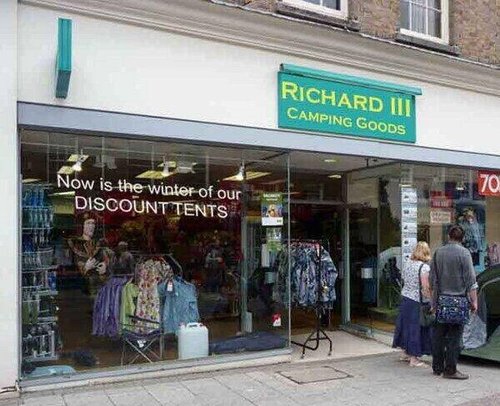 RICHARD III
CAMPING GOODS
Now is the winter of our
DISCOUNT TENTS
70